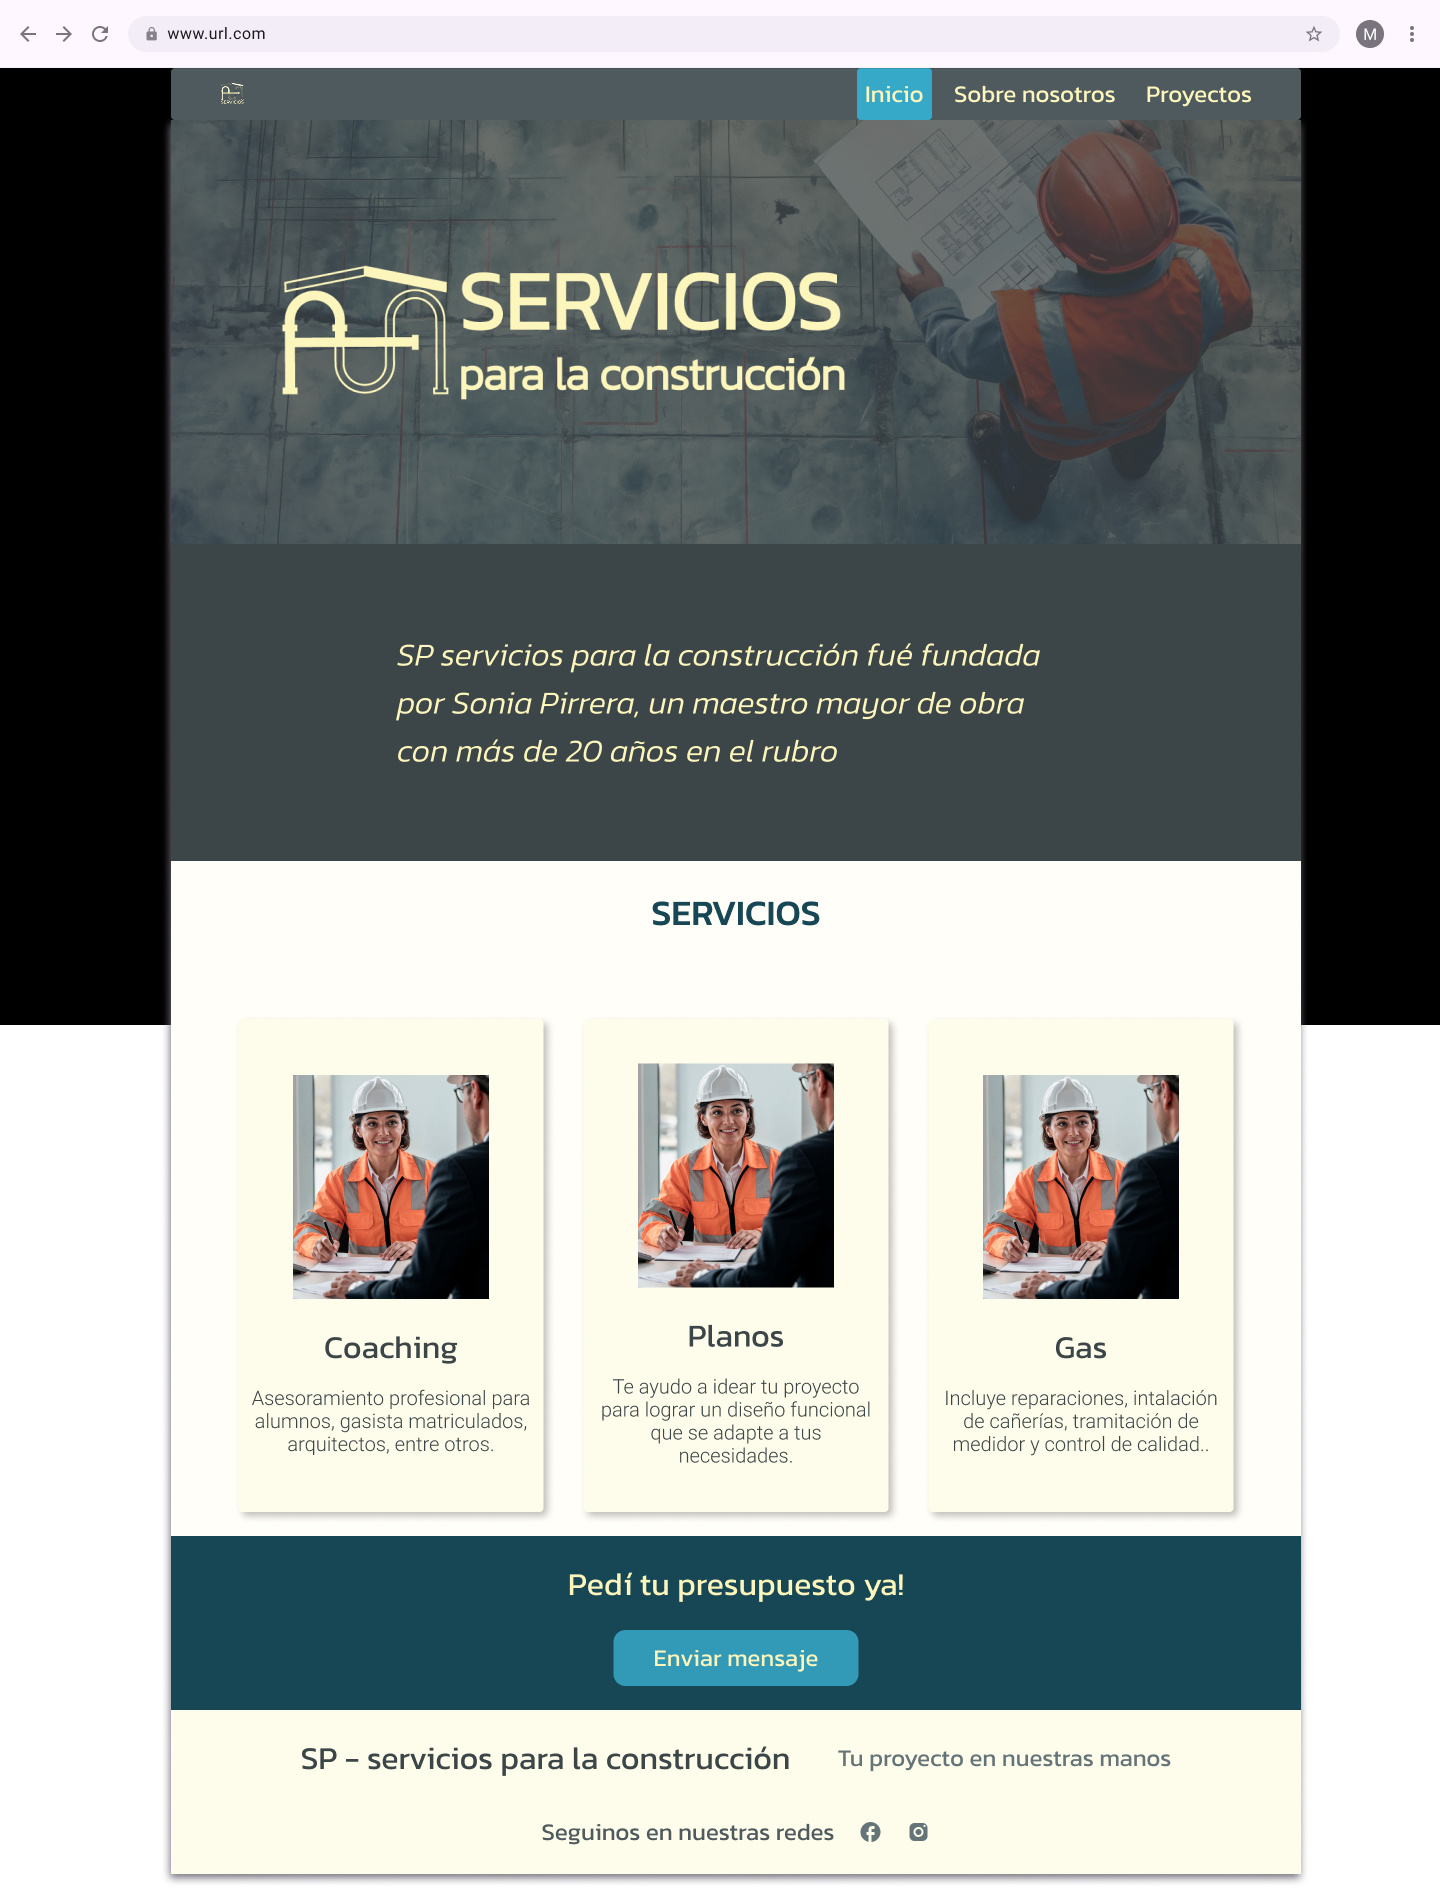 www.url.com
M
SERVICIOS
Inicio
Sobre nosotros
Proyectos
SERVICIOS
para la construcción
SP servicios para la construcción fué fundada
por Sonia Pirrera, un maestro mayor de obra
con más de 20 años en el rubro
SERVICIOS
Coaching
Asesoramiento profesional para
alumnos, gasista matriculados,
arquitectos, entre otros.
Planos
Te ayudo a idear tu proyecto
para lograr un diseño funcional
que se adapte a tus
necesidades.
Gas
Incluye reparaciones, intalación
de cañerías, tramitación de
medidor y control de calidad..
Pedí tu presupuesto ya!
Enviar mensaje
SP - servicios para la construcción
Tu proyecto en nuestras manos
Seguinos en nuestras redes